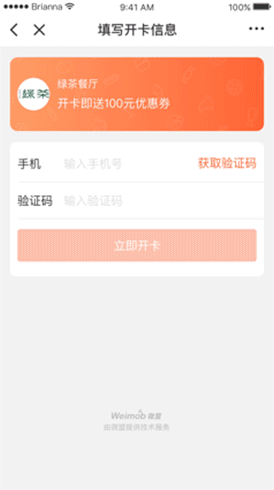 Brianna 9:41 AM 100%
填写开卡信息
緑茶
绿茶餐厅
开卡即送100元优惠券
手机 输入手机号 获取验证码
验证码 输入验证码
立即开卡
Weimob 微盟
由微盟提供技术服务